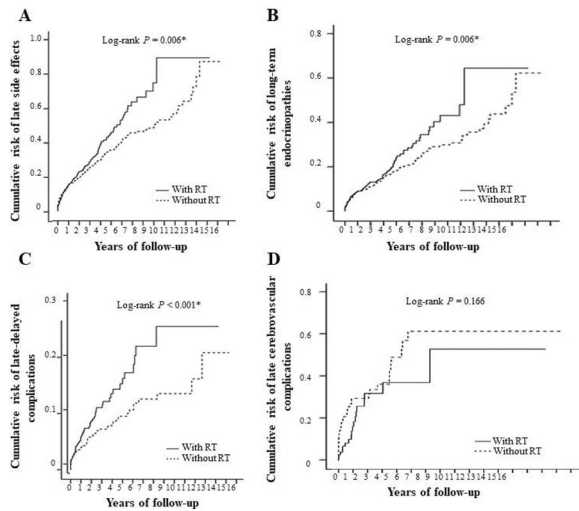 A
Log-rank P = 0.006*
Cumulative risk of late side effects
1.0
0.8
0.6
0.4
0.2
0
With RT
Without RT
0 1 2 3 4 5 6 7 8 9 10 11 12 13 14 15 16
Years of follow-up
B
Log-rank P = 0.006*
Cumulative risk of long-term
endocrinopathies
0.8
0.6
0.4
0.2
0
With RT
Without RT
0 1 2 3 4 5 6 7 8 9 10 11 12 13 14 15 16
Years of follow-up
C
Log-rank P < 0.001*
Cumulative risk of late-delayed
complications
0.3
0.2
0.1
0
With RT
Without RT
0 1 2 3 4 5 6 7 8 9 10 11 12 13 14 15 16
Years of follow-up
D
Log-rank P = 0.166
Cumulative risk of late cerebrovascular
complications
0.8
0.6
0.4
0.2
0
With RT
Without RT
0 1 2 3 4 5 6 7 8 9 10 11 12 13 14 15 16
Years of follow-up